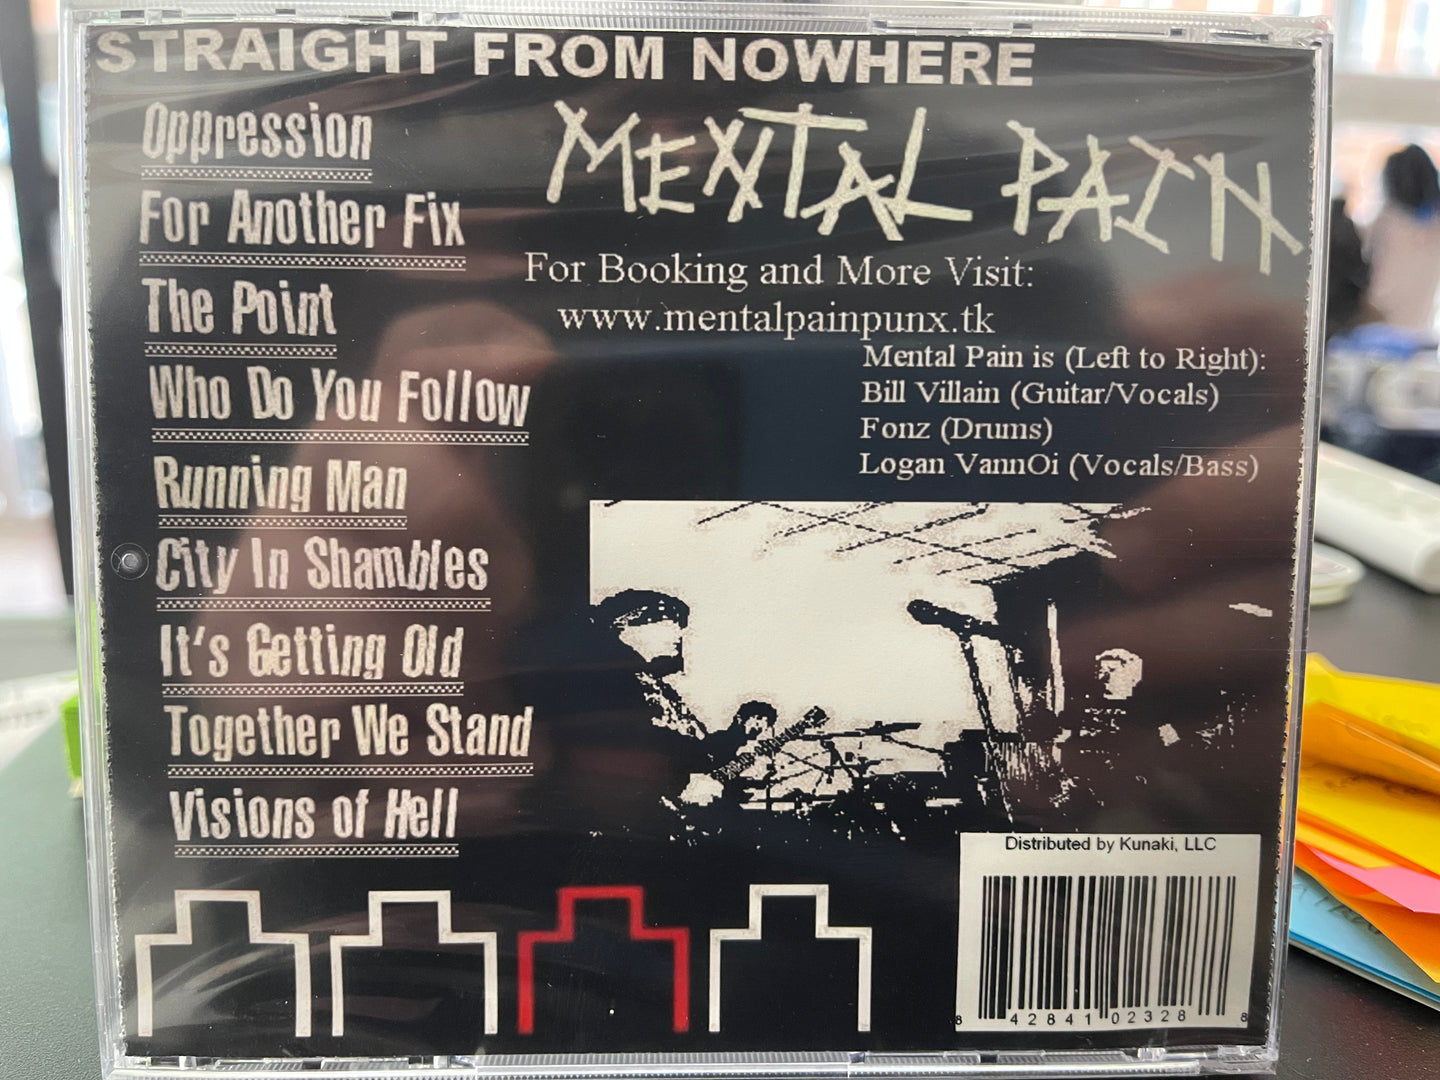 STRAIGHT FROM NOWHERE
Oppression
For Another Fix
The Point
Who Do You Follow
Running Man
City In Shambles
It's Getting Old
Together We Stand
Visions of Hell
MENTAL PAIN
For Booking and More Visit:
www.mentalpainpunx.tk
Mental Pain is (Left to Right):
Bill Villain (Guitar/Vocals)
Fonz (Drums)
Logan VannOi (Vocals/Bass)
Distributed by Kunaki, LLC
8 42841 02328 8